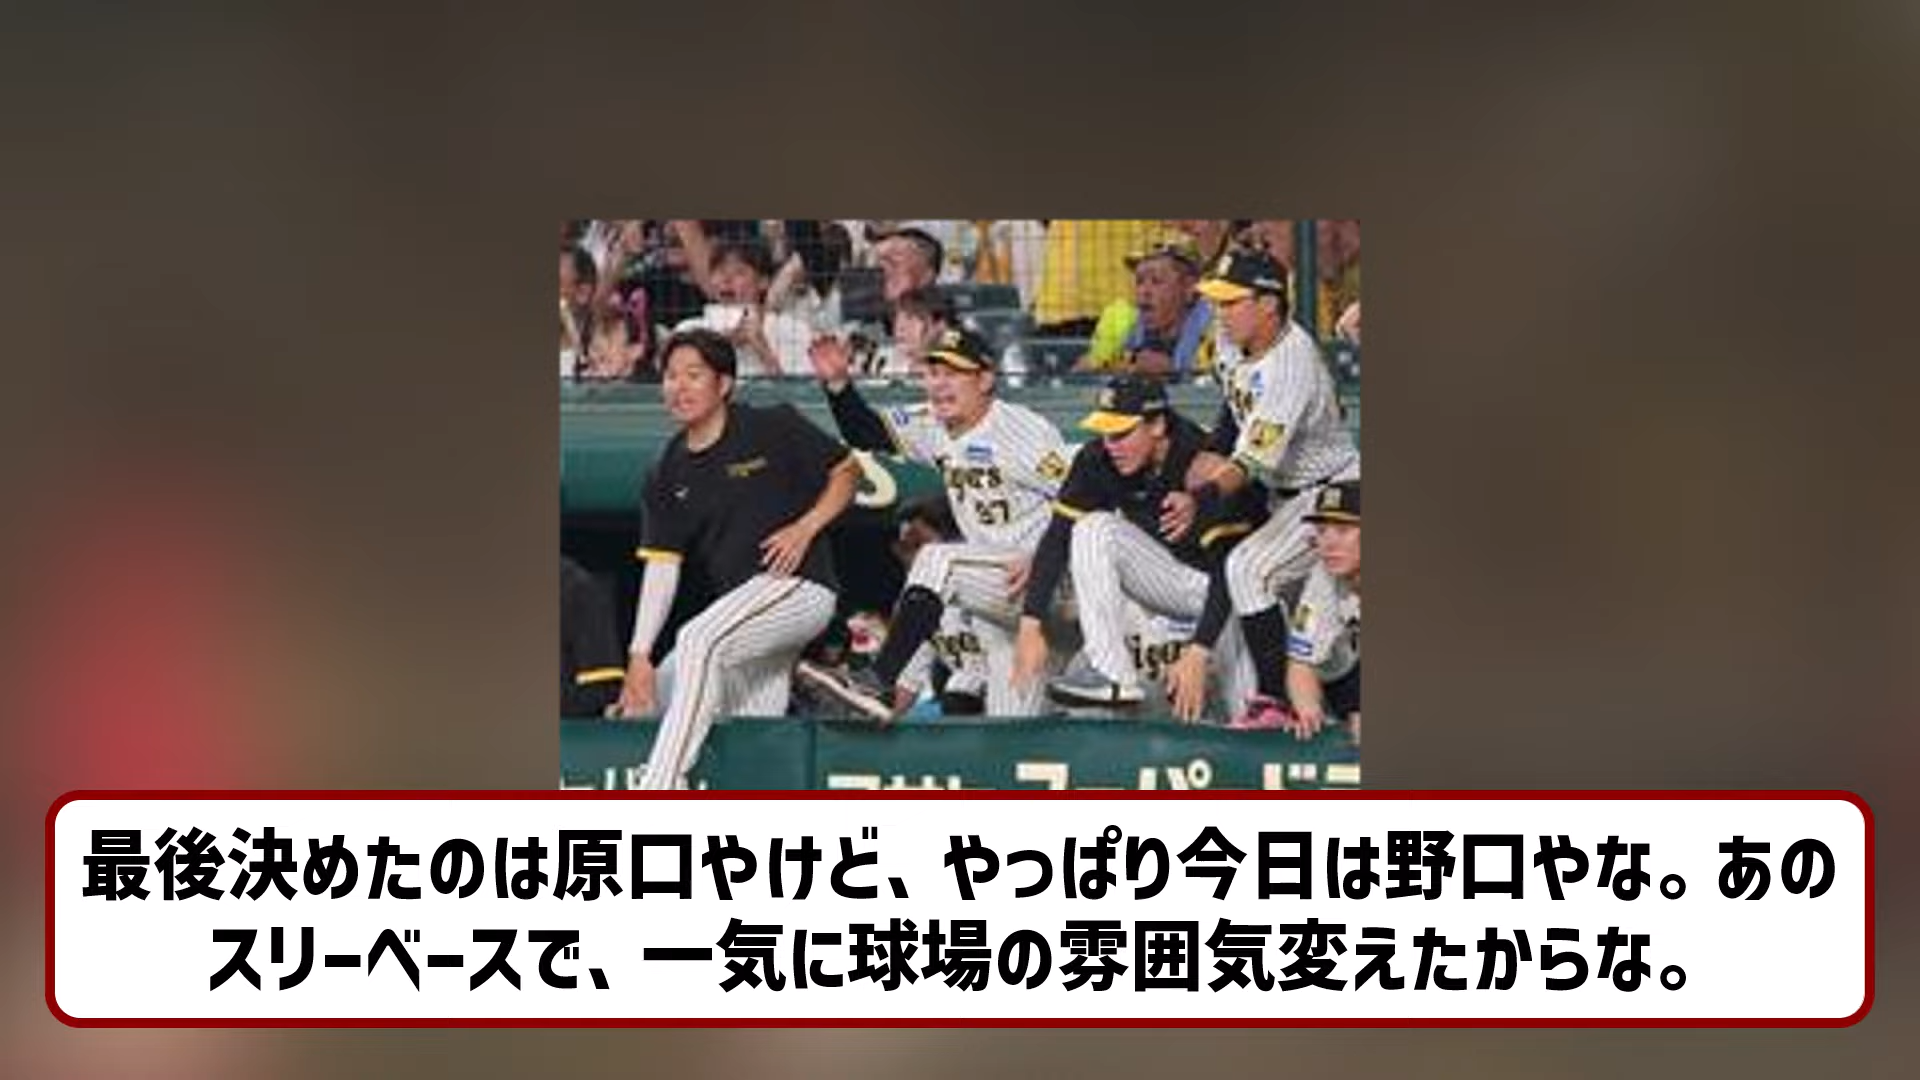 Tigers
97
最後決めたのは原口やけど、やっぱり今日は野口やな。あの
スリーベースで、一気に球場の雰囲気変えたからな。